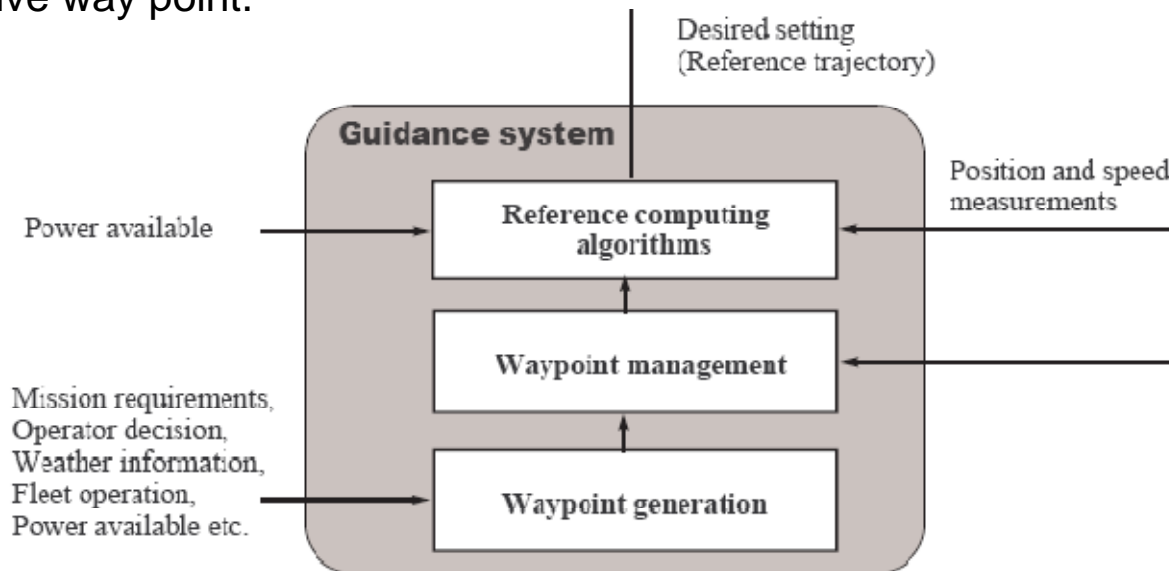 ive way point.
Desired setting
(Reference trajectory)
Guidance system
Position and speed
measurements
Reference computing
algorithms
Power available
Waypoint management
Mission requirements,
Operator decision,
Weather information,
Fleet operation,
Power available etc.
Waypoint generation